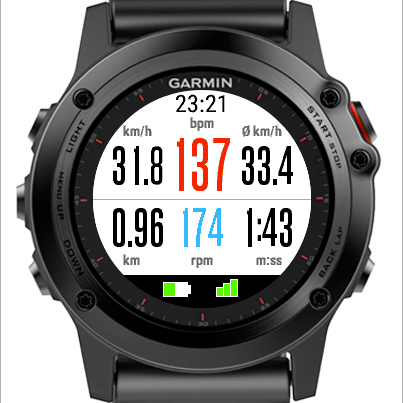 GARMIN
23:21
km/h bpm Ø km/h
31.8 137 33.4
0.96 174 1:43
km rpm m:ss
LIGHT
MENU UP
DOWN
START STOP
BACK LAP